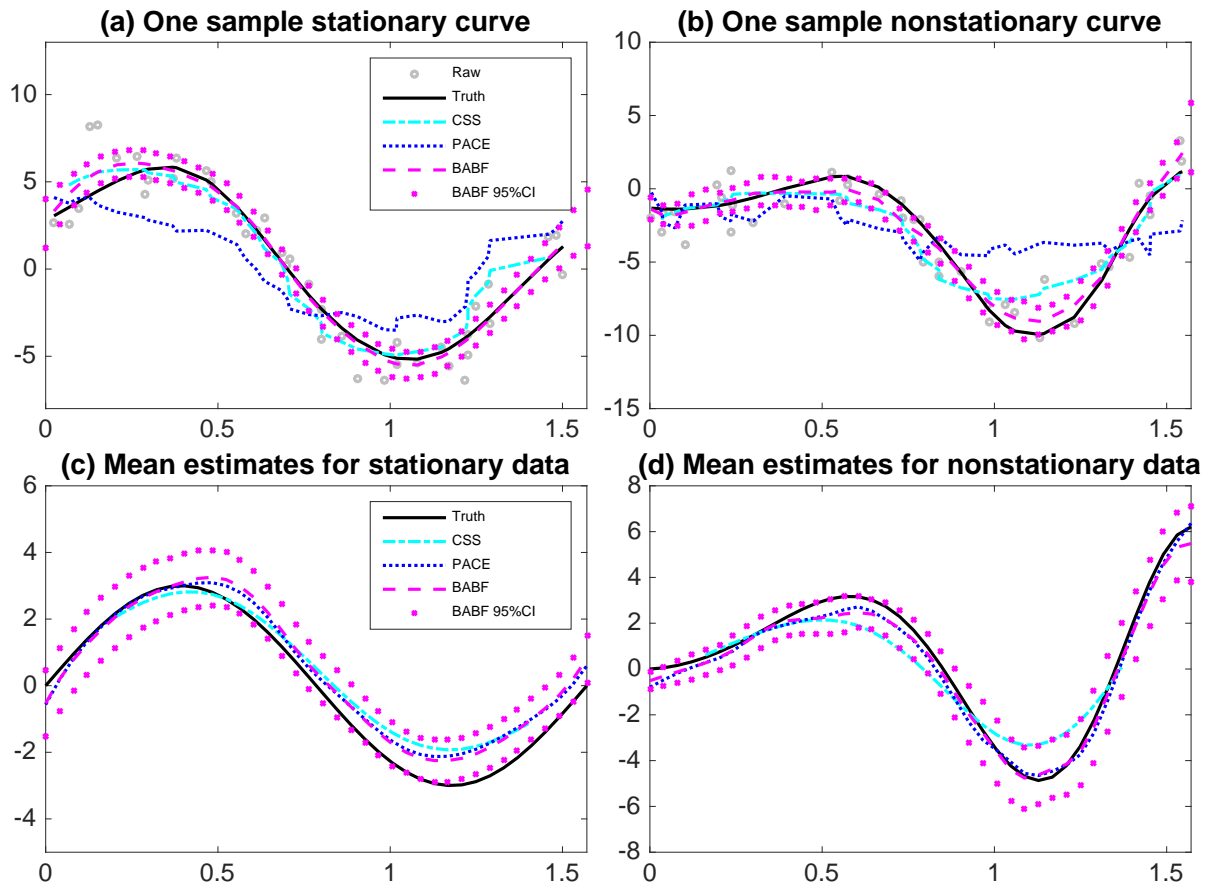 (a) One sample stationary curve
10
5
0
-5
0
0.5
1
1.5
Raw
Truth
CSS
PACE
BABF
BABF 95%CI
(b) One sample nonstationary curve
10
5
0
-5
-10
-15
0
0.5
1
1.5
(c) Mean estimates for stationary data
4
2
0
-2
-4
0
0.5
1
1.5
Truth
CSS
PACE
BABF
BABF 95%CI
(d) Mean estimates for nonstationary data
8
6
4
2
0
-2
-4
-6
-8
0
0.5
1
1.5